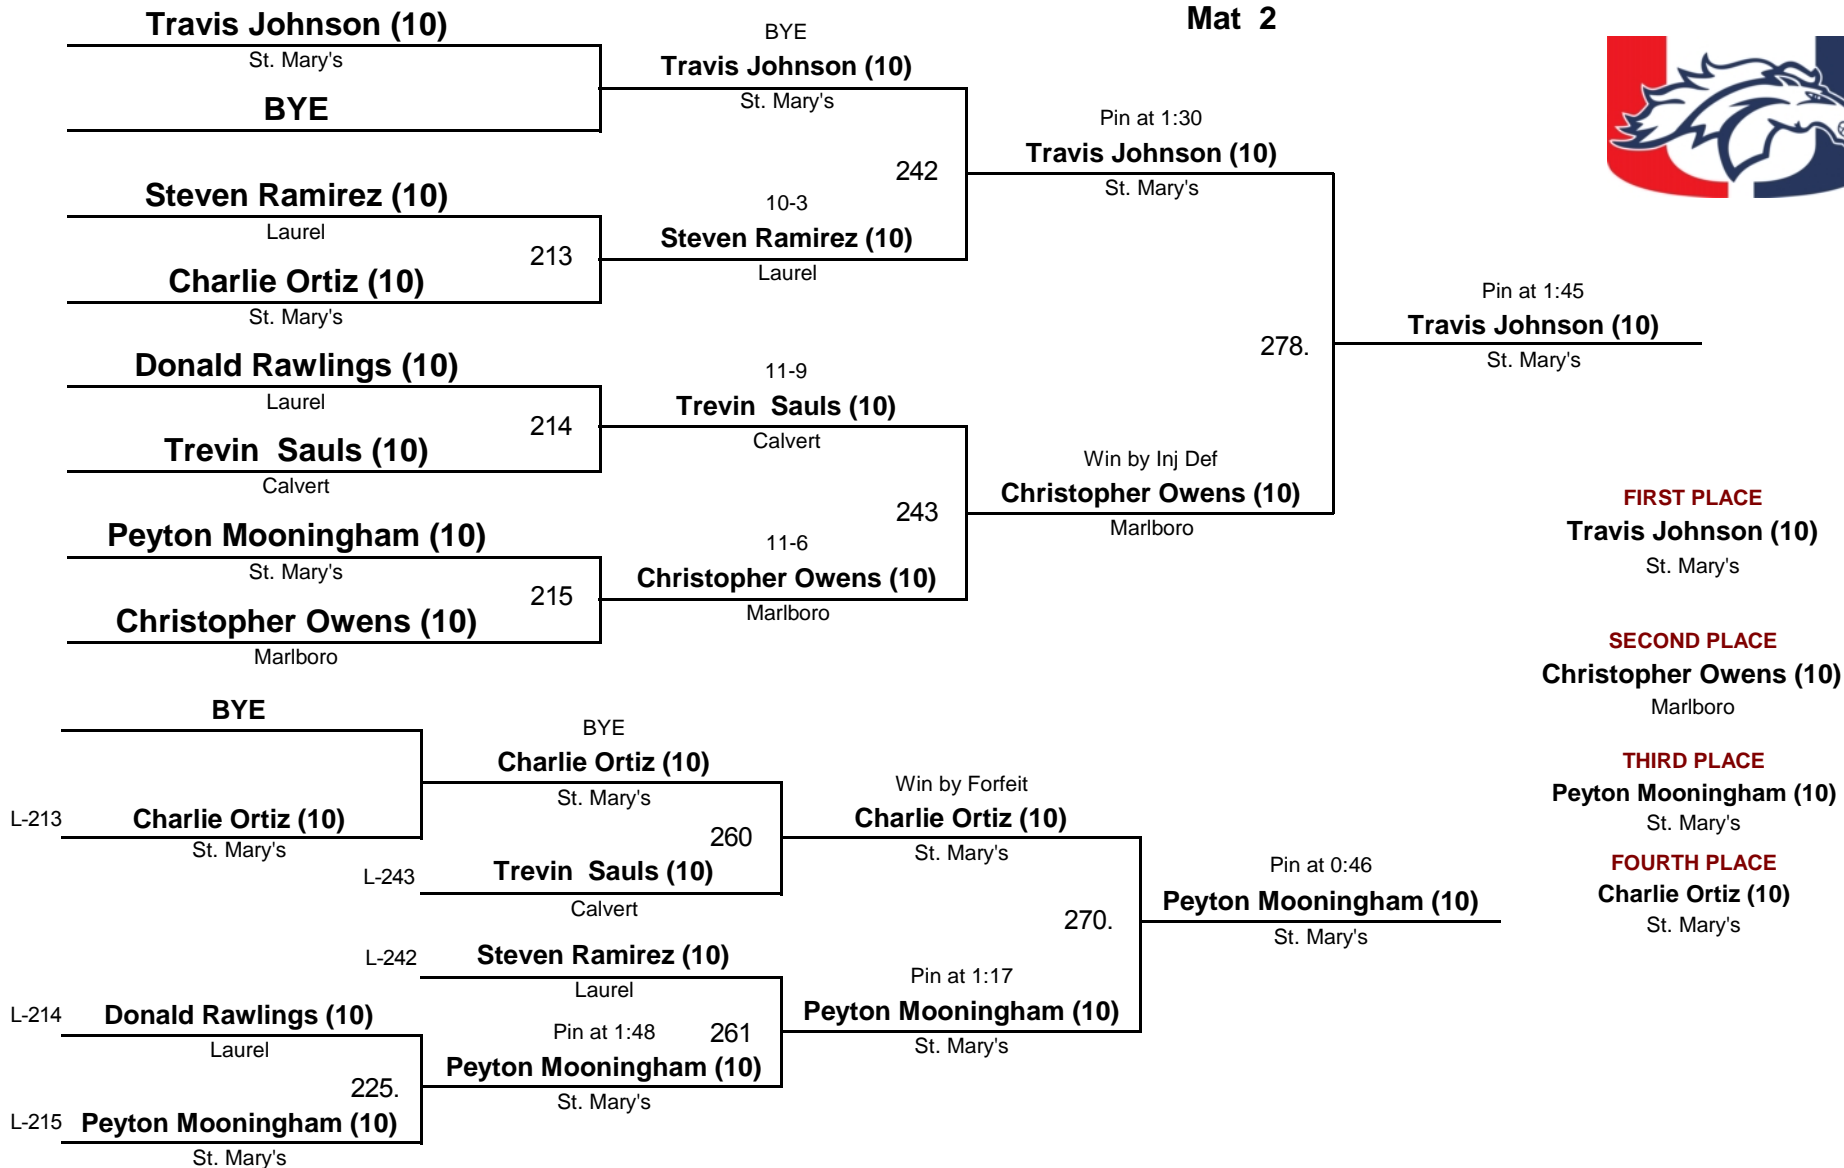 Mat  2
Travis Johnson (10)
St. Mary's
BYE
Steven Ramirez (10)
Laurel
213
Charlie Ortiz (10)
St. Mary's
Donald Rawlings (10)
Laurel
214
Trevin  Sauls (10)
Calvert
Peyton Mooningham (10)
St. Mary's
215
Christopher Owens (10)
Marlboro
BYE
Travis Johnson (10)
St. Mary's
242
10-3
Steven Ramirez (10)
Laurel
11-9
Trevin  Sauls (10)
Calvert
243
11-6
Christopher Owens (10)
Marlboro
Pin at 1:30
Travis Johnson (10)
St. Mary's
278.
Win by Inj Def
Christopher Owens (10)
Marlboro
Pin at 1:45
Travis Johnson (10)
St. Mary's
FIRST PLACE
Travis Johnson (10)
St. Mary's
SECOND PLACE
Christopher Owens (10)
Marlboro
THIRD PLACE
Peyton Mooningham (10)
St. Mary's
FOURTH PLACE
Charlie Ortiz (10)
St. Mary's
BYE
L-213
Charlie Ortiz (10)
St. Mary's
L-214
Donald Rawlings (10)
Laurel
225.
L-215
Peyton Mooningham (10)
St. Mary's
BYE
Charlie Ortiz (10)
St. Mary's
260
L-243
Trevin  Sauls (10)
Calvert
L-242
Steven Ramirez (10)
Laurel
Pin at 1:48
261
Peyton Mooningham (10)
St. Mary's
Win by Forfeit
Charlie Ortiz (10)
St. Mary's
270.
Pin at 1:17
Peyton Mooningham (10)
St. Mary's
Pin at 0:46
Peyton Mooningham (10)
St. Mary's